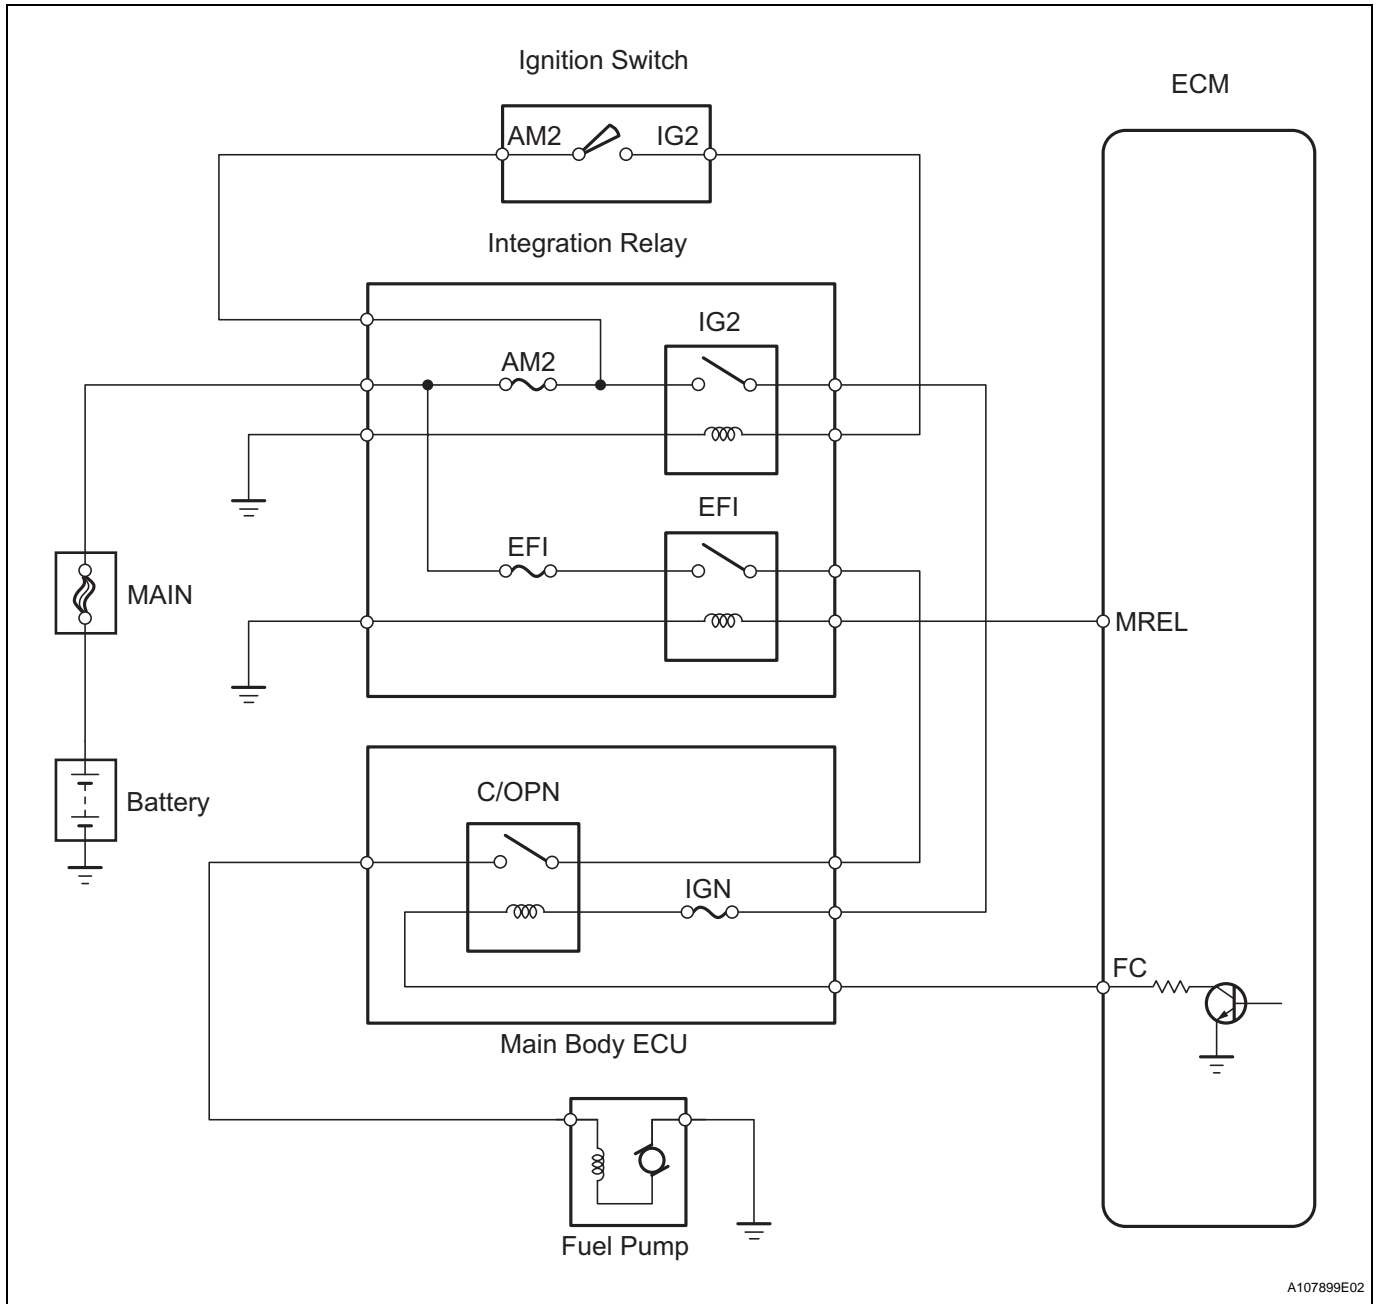 Ignition Switch
ECM
AM2
IG2
Integration Relay
IG2
AM2
EFI
EFI
MAIN
MREL
C/OPN
Battery
IGN
FC
Main Body ECU
Fuel Pump
A107899E02